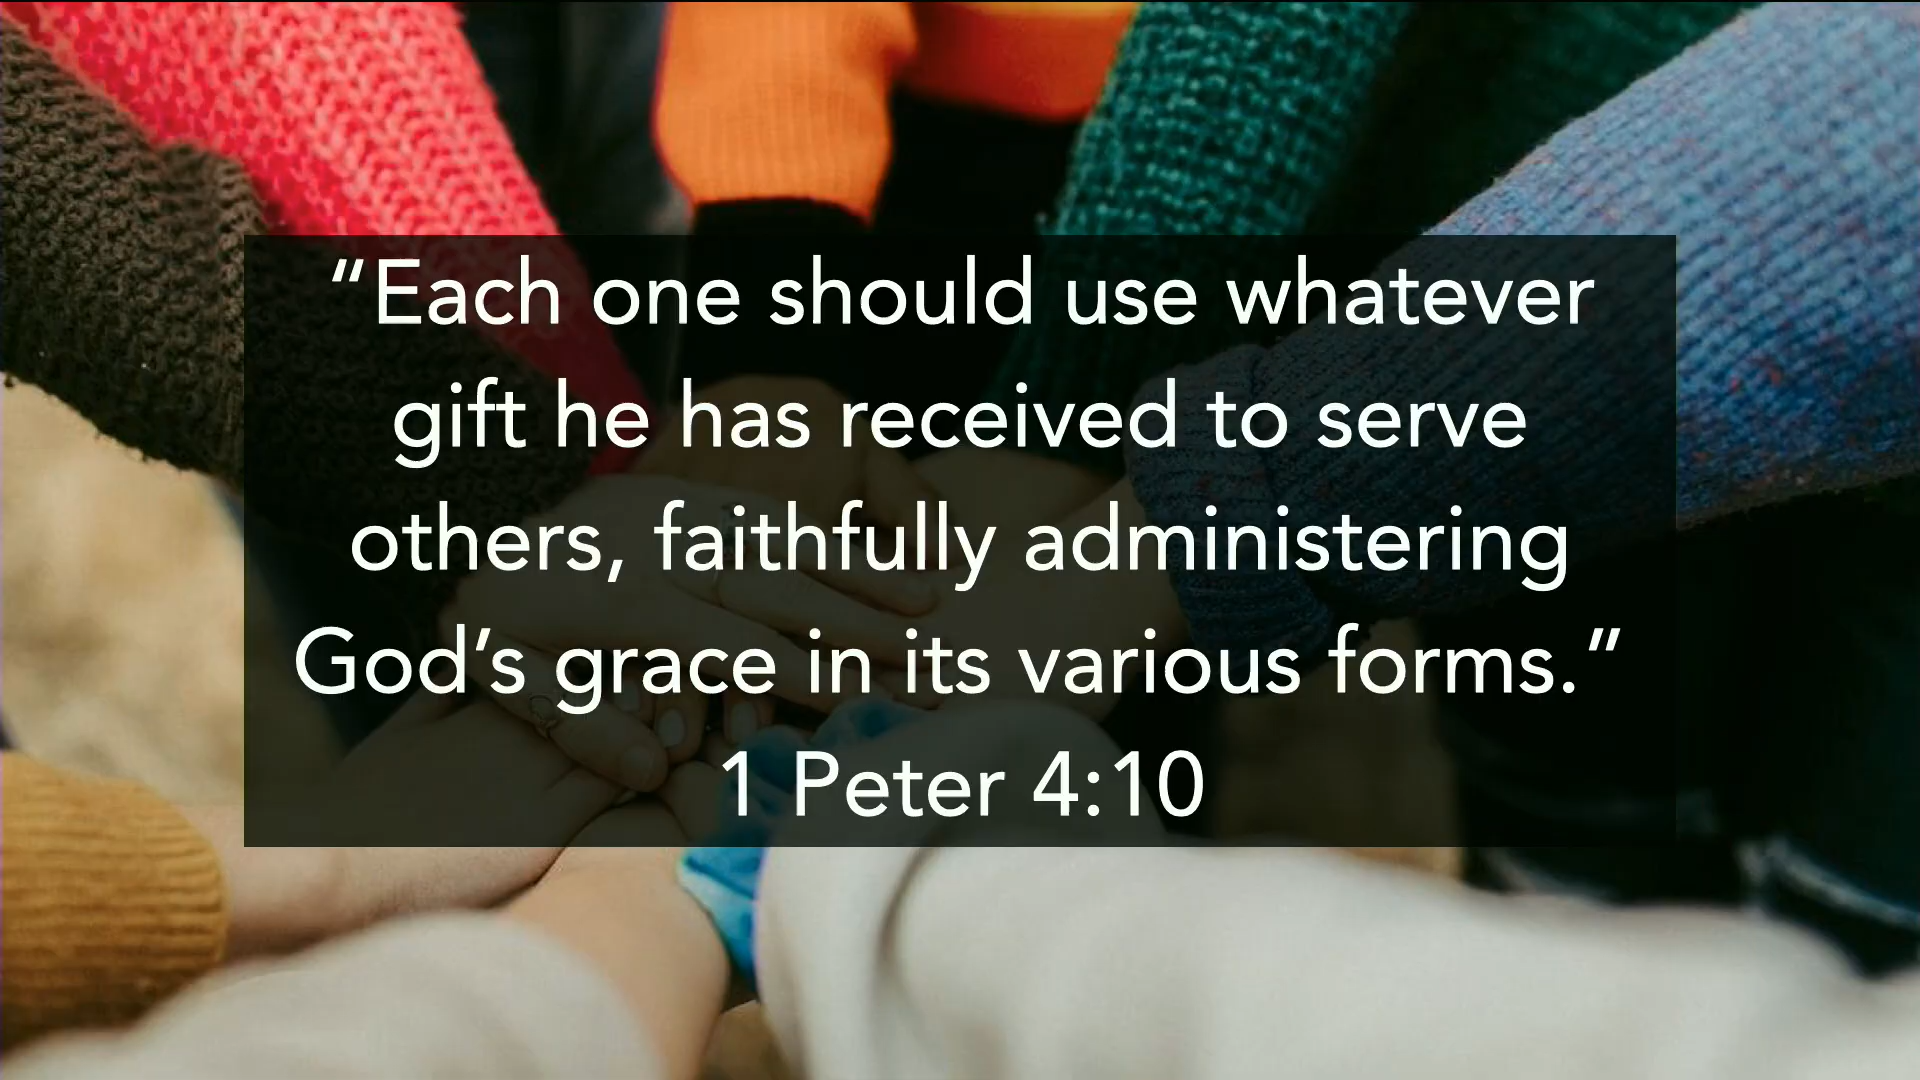 “Each one should use whatever
gift he has received to serve
others, faithfully administering
God’s grace in its various forms.”
1 Peter 4:10